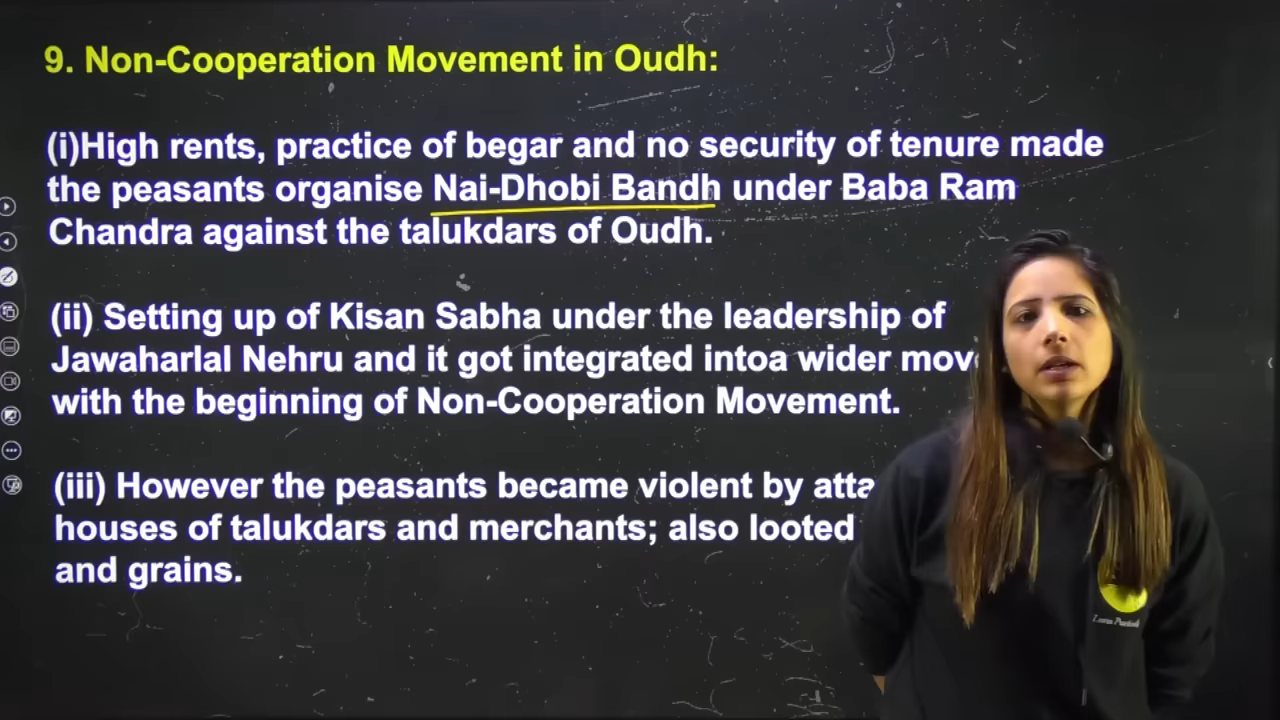 9. Non-Cooperation Movement in Oudh:
(i)High rents, practice of begar and no security of tenure made
the peasants organise Nai-Dhobi Bandh under Baba Ram
Chandra against the talukdars of Oudh.
(ii) Setting up of Kisan Sabha under the leadership of
Jawaharlal Nehru and it got integrated intoa wider mov
with the beginning of Non-Cooperation Movement.
(iii) However the peasants became violent by atta
houses of talukdars and merchants; also looted
and grains.